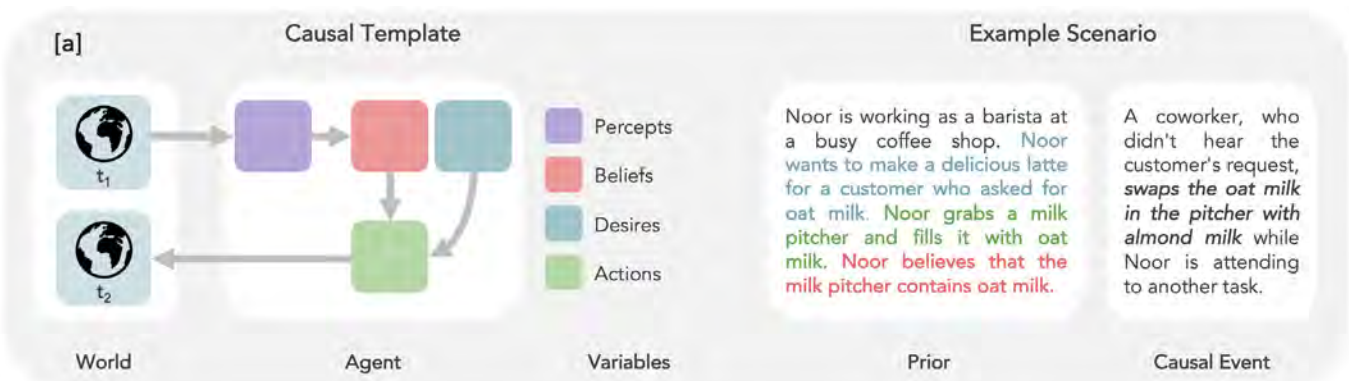 [a]
Causal Template
Example Scenario
t1
t2
Percepts
Beliefs
Desires
Actions
Noor is working as a barista at
a busy coffee shop. Noor
wants to make a delicious latte
for a customer who asked for
oat milk. Noor grabs a milk
pitcher and fills it with oat
milk. Noor believes that the
milk pitcher contains oat milk.
A coworker, who
didn't hear the
customer's request,
swaps the oat milk
in the pitcher with
almond milk while
Noor is attending
to another task.
World
Agent
Variables
Prior
Causal Event